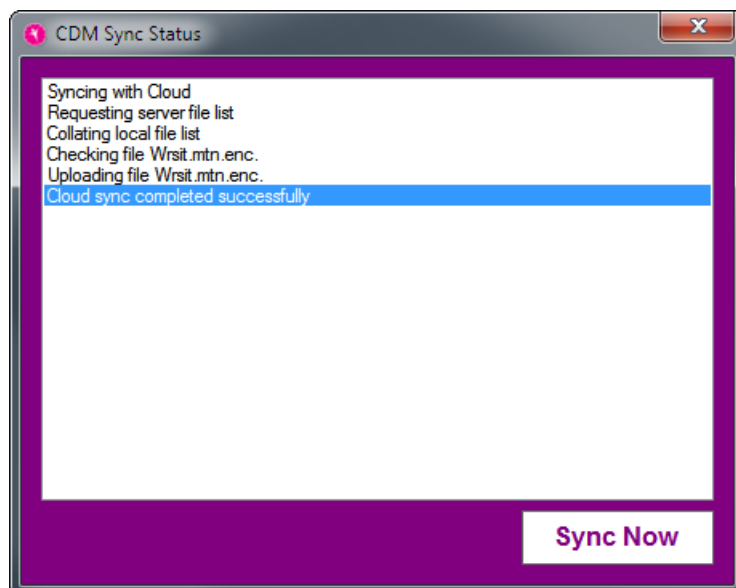 CDM Sync Status
Syncing with Cloud
Requesting server file list
Collating local file list
Checking file Wrsit.mtn.enc.
Uploading file Wrsit.mtn.enc.
Cloud sync completed successfully
Sync Now